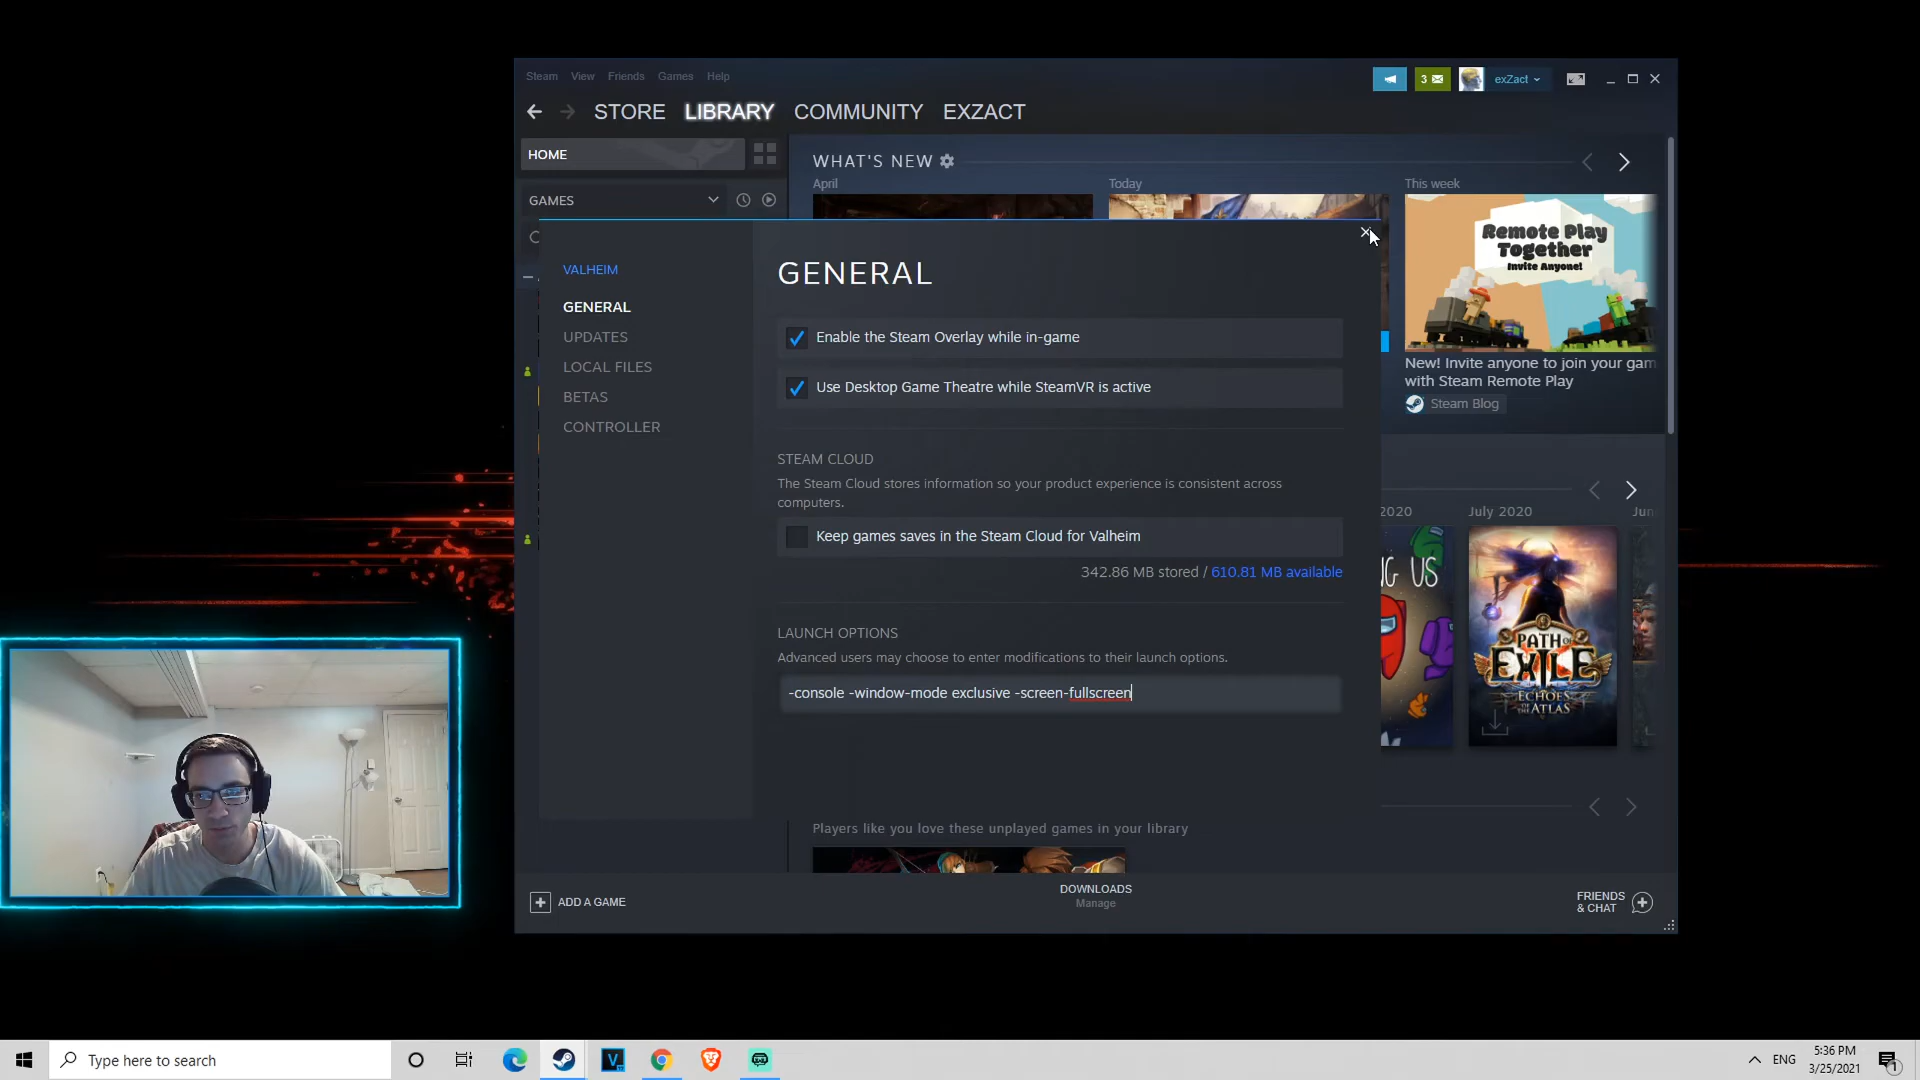 Steam View Friends Games Help
3
exZact
STORE LIBRARY COMMUNITY EXZACT
HOME
WHAT'S NEW
April
Today
This week
GAMES
Remote Play
Together
Invite Anyone!
VALHEIM
GENERAL
GENERAL
UPDATES
LOCAL FILES
BETAS
CONTROLLER
Enable the Steam Overlay while in-game
Use Desktop Game Theatre while SteamVR is active
New! Invite anyone to join your gam
with Steam Remote Play
Steam Blog
STEAM CLOUD
The Steam Cloud stores information so your product experience is consistent across
computers.
Keep games saves in the Steam Cloud for Valheim
342.86 MB stored / 610.81 MB available
2020
July 2020
Jun
US
PATH OF
EXILE
ECHOES
OF THE ATLAS
LAUNCH OPTIONS
Advanced users may choose to enter modifications to their launch options.
-console -window-mode exclusive -screen-fullscreen
Players like you love these unplayed games in your library
ADD A GAME
DOWNLOADS
Manage
FRIENDS
& CHAT
Type here to search
V
ENG
5:36 PM
3/25/2021
1